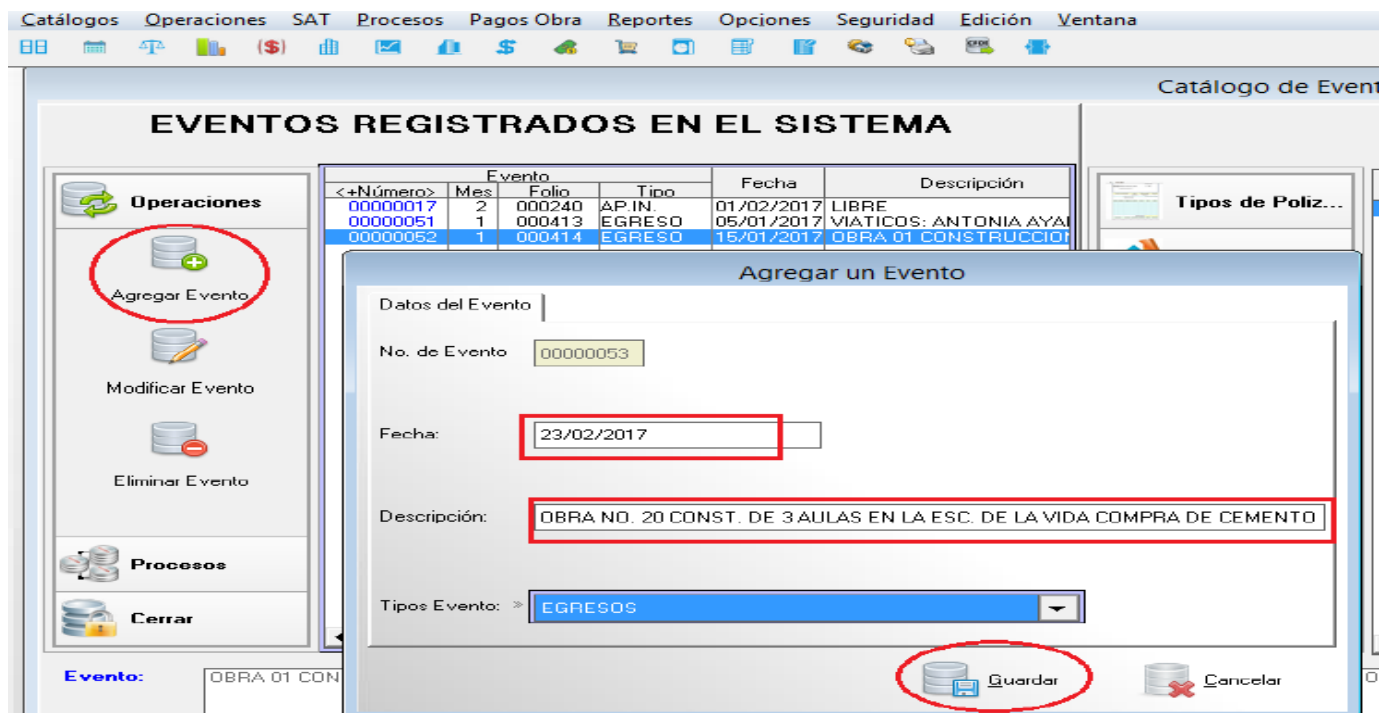 Catálogos Operaciones SAT Procesos Pagos Obra Reportes Opciones Seguridad Edición Ventana
($) $ CFDI
Catálogo de Event
EVENTOS REGISTRADOS EN EL SISTEMA
Operaciones
Agregar Evento
Modificar Evento
Eliminar Evento
Procesos
Cerrar
Evento Fecha Descripción
<+Número> Mes Folio Tipo
00000017 2 000240 AP.IN. 01/02/2017 LIBRE
00000051 1 000413 EGRESO 05/01/2017 VIATICOS: ANTONIA AYAL
00000052 1 000414 EGRESO 15/01/2017 OBRA 01 CONSTRUCCION
Tipos de Poliz...
Agregar un Evento
Datos del Evento
No. de Evento 00000053
Fecha: 23/02/2017
Descripción: OBRA NO. 20 CONST. DE 3 AULAS EN LA ESC. DE LA VIDA COMPRA DE CEMENTO
Tipos Evento: » EGRESOS
Guardar Cancelar
Evento: OBRA 01 CON